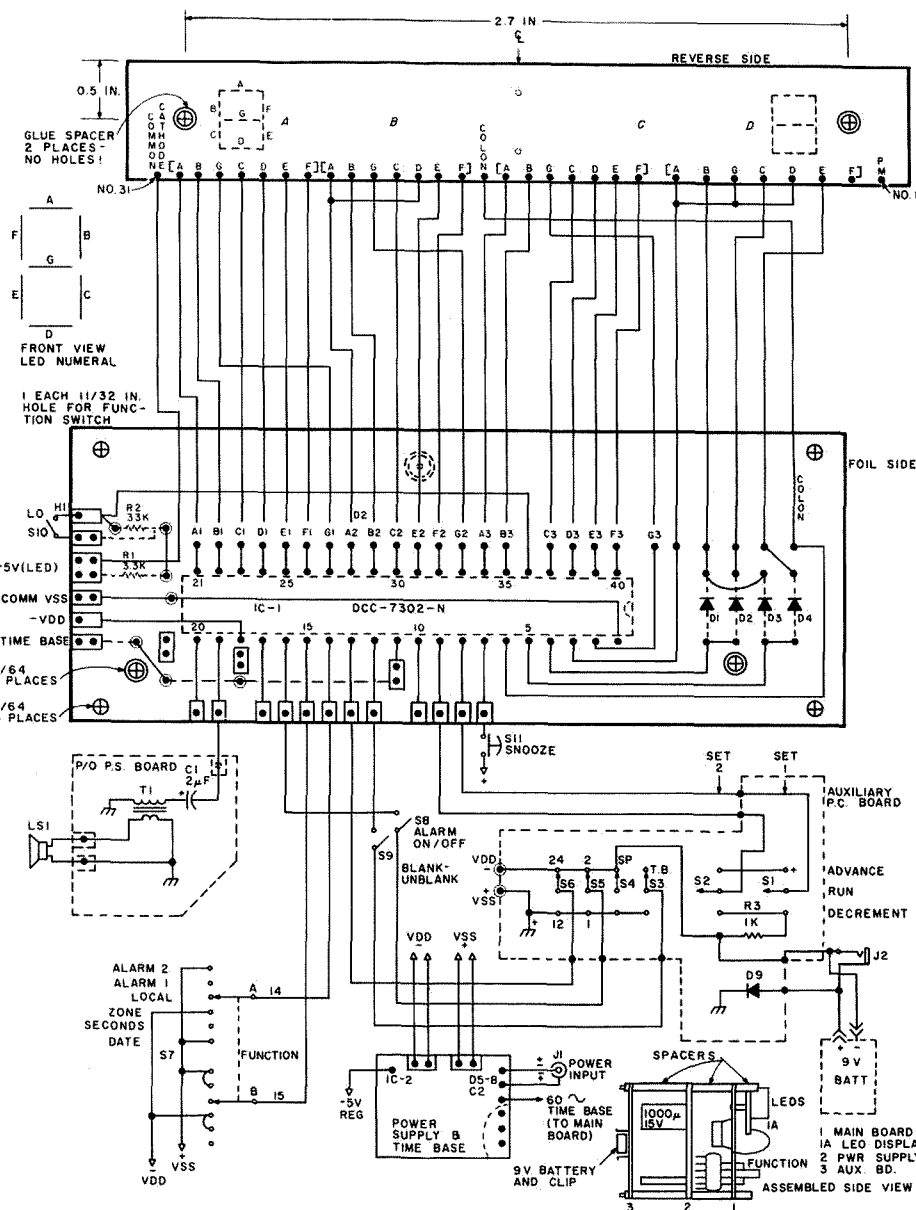 2.7 IN
℄
REVERSE SIDE
0.5 IN.
GLUE SPACER
2 PLACES-
NO HOLES!
COMMON
CATHODE
A
B G F
C D E
A B COLON C D
[A B G C D E F] [A B G C D E F] [A B G C D E F] [A B G C D E F] PM
NO. 31
NO.
A
F B
G
E C
D
FRONT VIEW
LED NUMERAL
1 EACH 11/32 IN.
HOLE FOR FUNC-
TION SWITCH
FOIL SIDE
COLON
LO HI
S10
R2
33K
-5V(LED)
R1
3.3K
COMM VSS
-VDD
TIME BASE
/64
PLACES
/64
PLACES
D2
A1 B1 C1 D1 E1 F1 G1 A2 B2 C2 E2 F2 G2 A3 B3 C3 D3 E3 F3 G3
21 25 30 35 40
IC-1 DCC-7302-N
20 15 10 5
D1 D2 D3 D4
S11
SNOOZE
+
P/O P.S. BOARD
T1
C1
2µF
+
LS1
S8
ALARM
ON/OFF
S9
BLANK-
UNBLANK
SET
2
SET
1
AUXILIARY
P.C. BOARD
VDD
-
+
VSS
24 2 SP T.B.
S6 S5 S4 S3
+ 12 1
S2 S1 +
ADVANCE
RUN
DECREMENT
R3
1K
J2
D9
+ -
9V
BATT
ALARM 2
ALARM 1
LOCAL
ZONE
SECONDS
DATE
S7
A 14
FUNCTION
B 15
-
VDD
+
VSS
VDD
-
VSS
+
IC-2
D5-8
C2
-5V
REG
POWER
SUPPLY &
TIME BASE
J1
POWER
INPUT
60 ~
TIME BASE
(TO MAIN
BOARD)
SPACERS
1000µ
15V
LEDS
1A
9V BATTERY
AND CLIP
FUNCTION
3 2 1
1 MAIN BOARD
1A LED DISPLA
2 PWR SUPPLY
3 AUX. BD.
ASSEMBLED SIDE VIEW